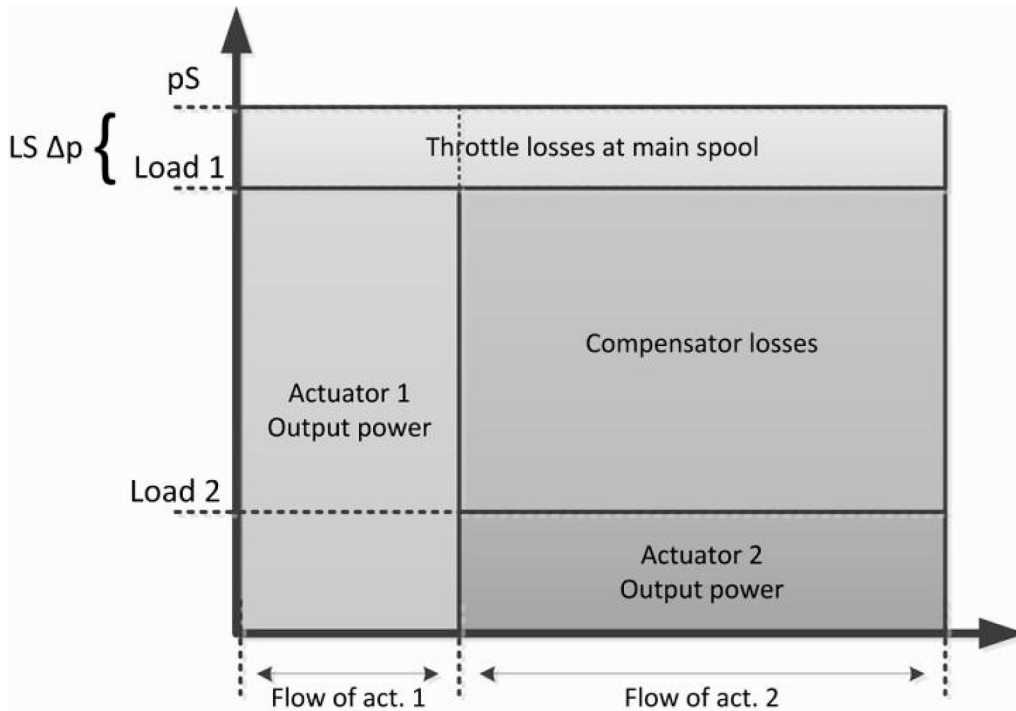 pS
LS Δp {
Throttle losses at main spool
Load 1
Compensator losses
Actuator 1
Output power
Load 2
Actuator 2
Output power
Flow of act. 1
Flow of act. 2